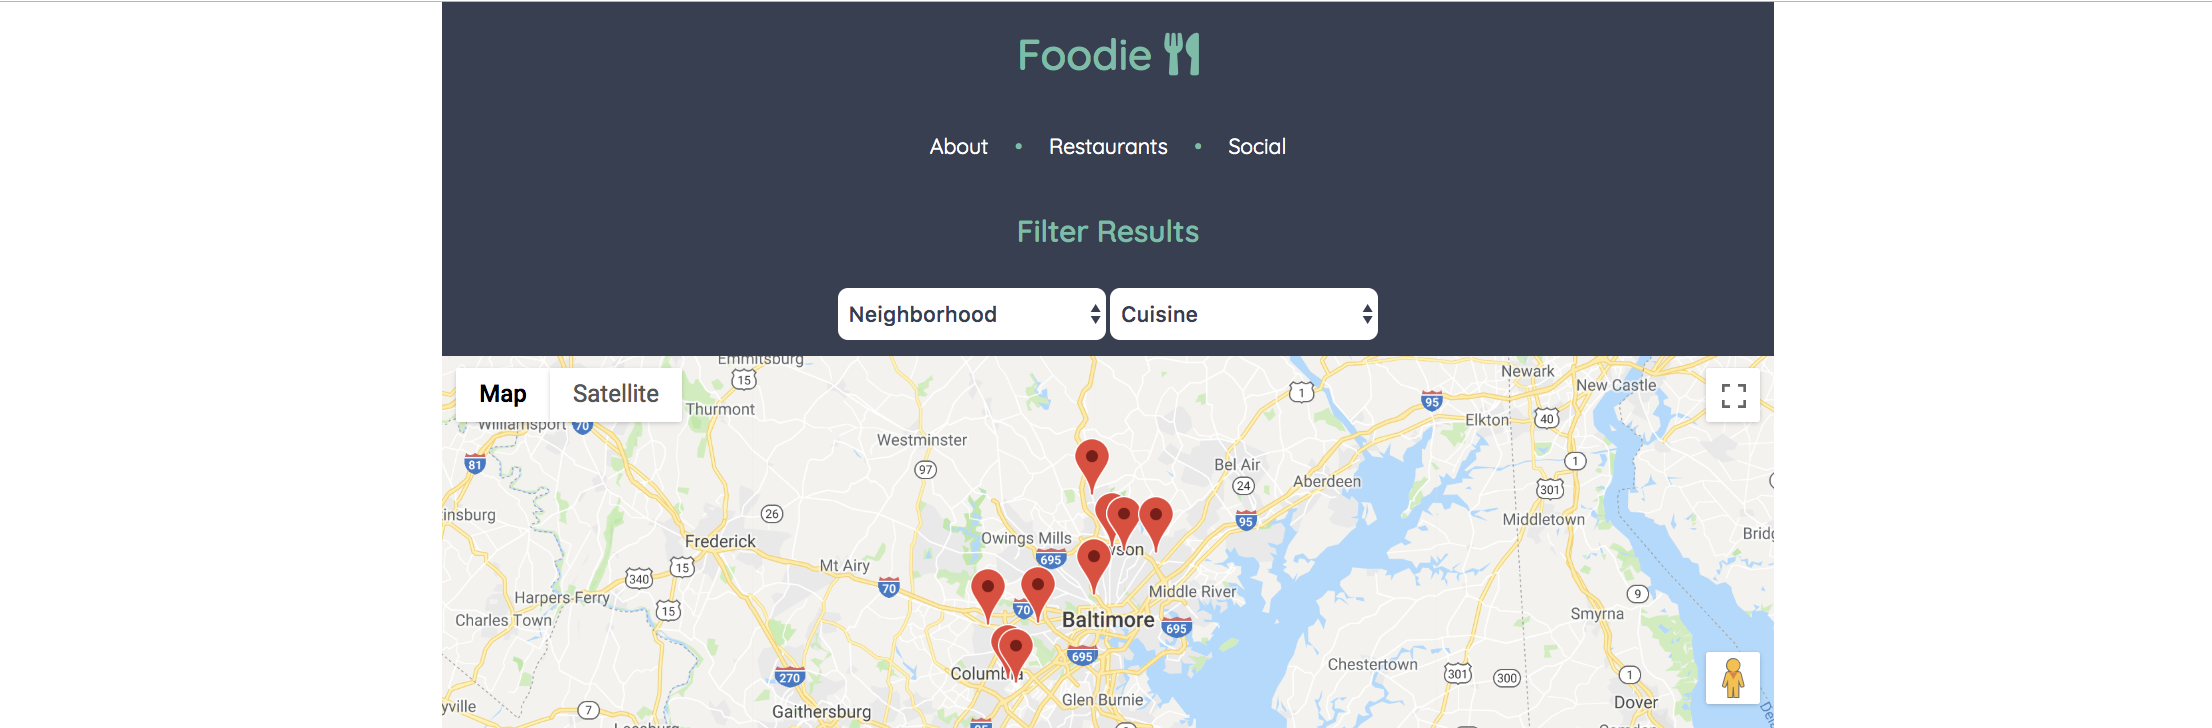 Foodie
About • Restaurants • Social
Filter Results
Neighborhood Cuisine
Emmitsburg
Newark
15
New Castle
Map Satellite
1
95
Thurmont
Elkton 40
Williamsport 70
Westminster
81
97
Bel Air
1
24
Aberdeen
301
insburg
26
95
Middletown
Frederick
Owings Mills
695
Mt Airy
15
340
70
Harpers Ferry
70
Middle River
9
15
Charles Town
Baltimore
695
Smyrna
695
Chestertown
Columbia
270
301
300
1
Glen Burnie
yville
7
Gaithersburg
Dover
95